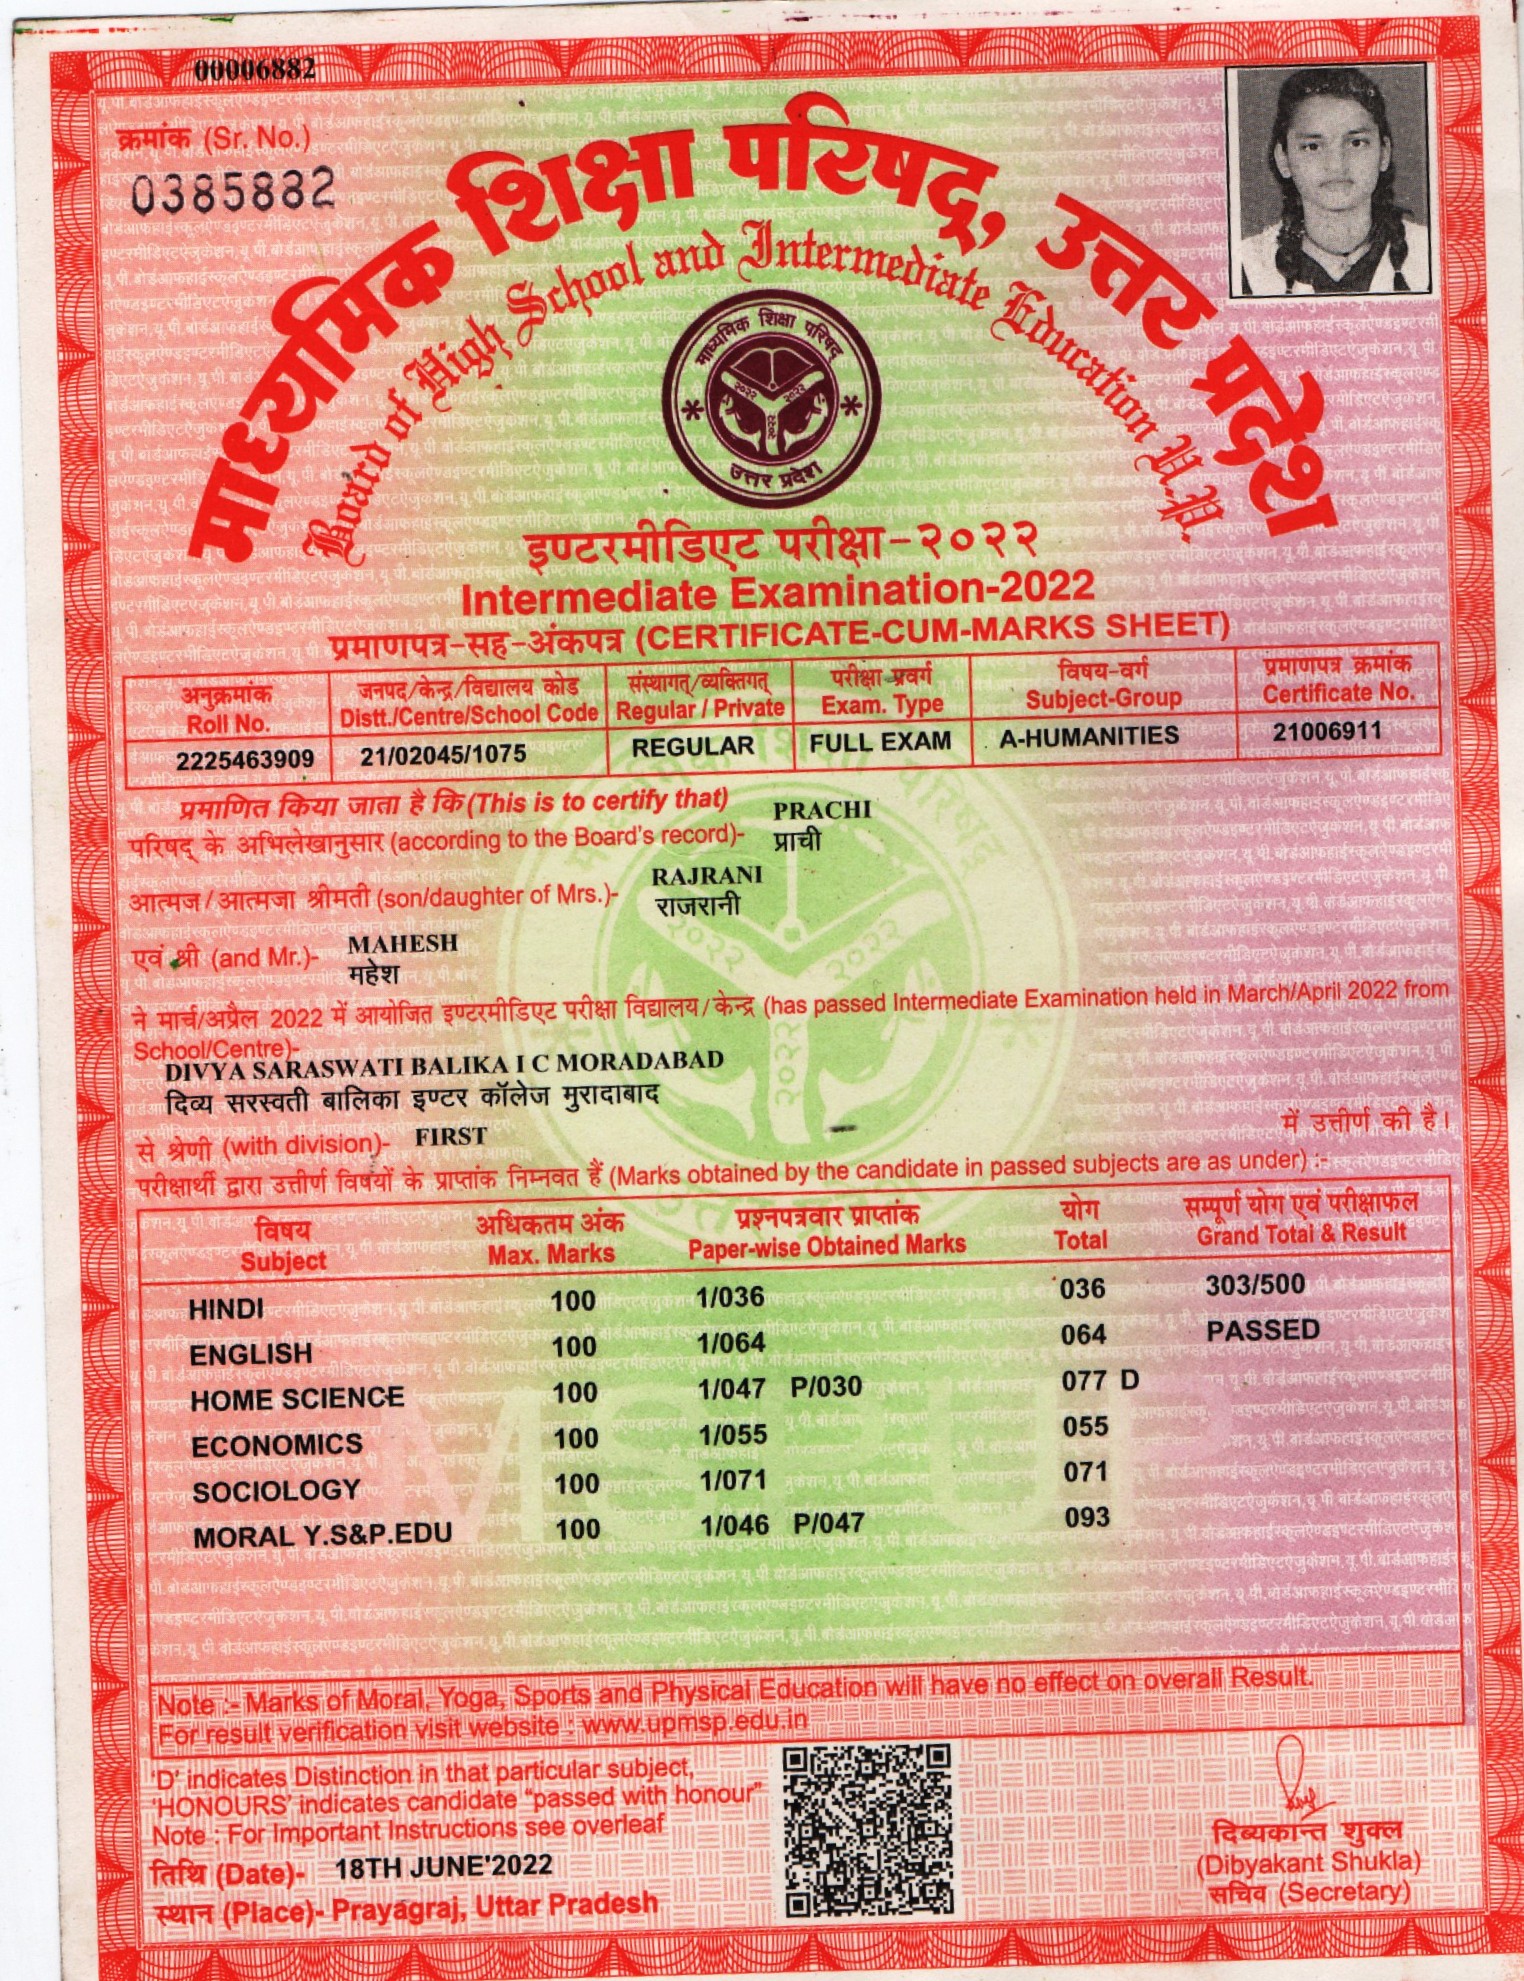 00006882
क्रमांक (Sr. No.)
0385882
माध्यमिक शिक्षा परिषद्, उत्तर प्रदेश
Board of High School and Intermediate Education U.P.
माध्यमिक शिक्षा परिषद्
२०२२ २०२२
२०२२
उत्तर प्रदेश
इण्टरमीडिएट परीक्षा-२०२२
Intermediate Examination-2022
प्रमाणपत्र-सह-अंकपत्र (CERTIFICATE-CUM-MARKS SHEET)
अनुक्रमांक जनपद/केन्द्र/विद्यालय कोड संस्थागत्/व्यक्तिगत् परीक्षा प्रवर्ग विषय-वर्ग प्रमाणपत्र क्रमांक
Roll No. Distt./Centre/School Code Regular / Private Exam. Type Subject-Group Certificate No.
2225463909 21/02045/1075 REGULAR FULL EXAM A-HUMANITIES 21006911
प्रमाणित किया जाता है कि (This is to certify that) PRACHI
परिषद् के अभिलेखानुसार (according to the Board's record)- प्राची
RAJRANI
आत्मज/आत्मजा श्रीमती (son/daughter of Mrs.)- राजरानी
एवं श्री (and Mr.)- MAHESH
महेश
ने मार्च/अप्रैल 2022 में आयोजित इण्टरमीडिएट परीक्षा विद्यालय/केन्द्र (has passed Intermediate Examination held in March/April 2022 from
School/Centre)-
DIVYA SARASWATI BALIKA I C MORADABAD
दिव्य सरस्वती बालिका इण्टर कॉलेज मुरादाबाद
से श्रेणी (with division)- FIRST में उत्तीर्ण की है।
परीक्षार्थी द्वारा उत्तीर्ण विषयों के प्राप्तांक निम्नवत हैं (Marks obtained by the candidate in passed subjects are as under) :-
विषय अधिकतम अंक प्रश्नपत्रवार प्राप्तांक योग सम्पूर्ण योग एवं परीक्षाफल
Subject Max. Marks Paper-wise Obtained Marks Total Grand Total & Result
HINDI 100 1/036 036 303/500
ENGLISH 100 1/064 064 PASSED
HOME SCIENCE 100 1/047 P/030 077 D
ECONOMICS 100 1/055 055
SOCIOLOGY 100 1/071 071
MORAL Y.S&P.EDU 100 1/046 P/047 093
Note :- Marks of Moral, Yoga, Sports and Physical Education will have no effect on overall Result.
For result verification visit website : www.upmsp.edu.in
'D' indicates Distinction in that particular subject,
'HONOURS' indicates candidate "passed with honour"
Note : For Important Instructions see overleaf
तिथि (Date)- 18TH JUNE'2022
स्थान (Place)- Prayagraj, Uttar Pradesh
दिव्यकान्त शुक्ल
(Dibyakant Shukla)
सचिव (Secretary)